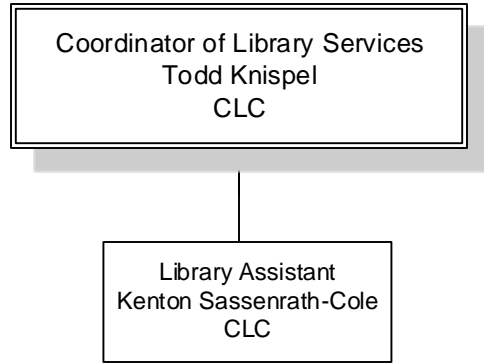 Coordinator of Library Services
Todd Knispel
CLC
Library Assistant
Kenton Sassenrath-Cole
CLC